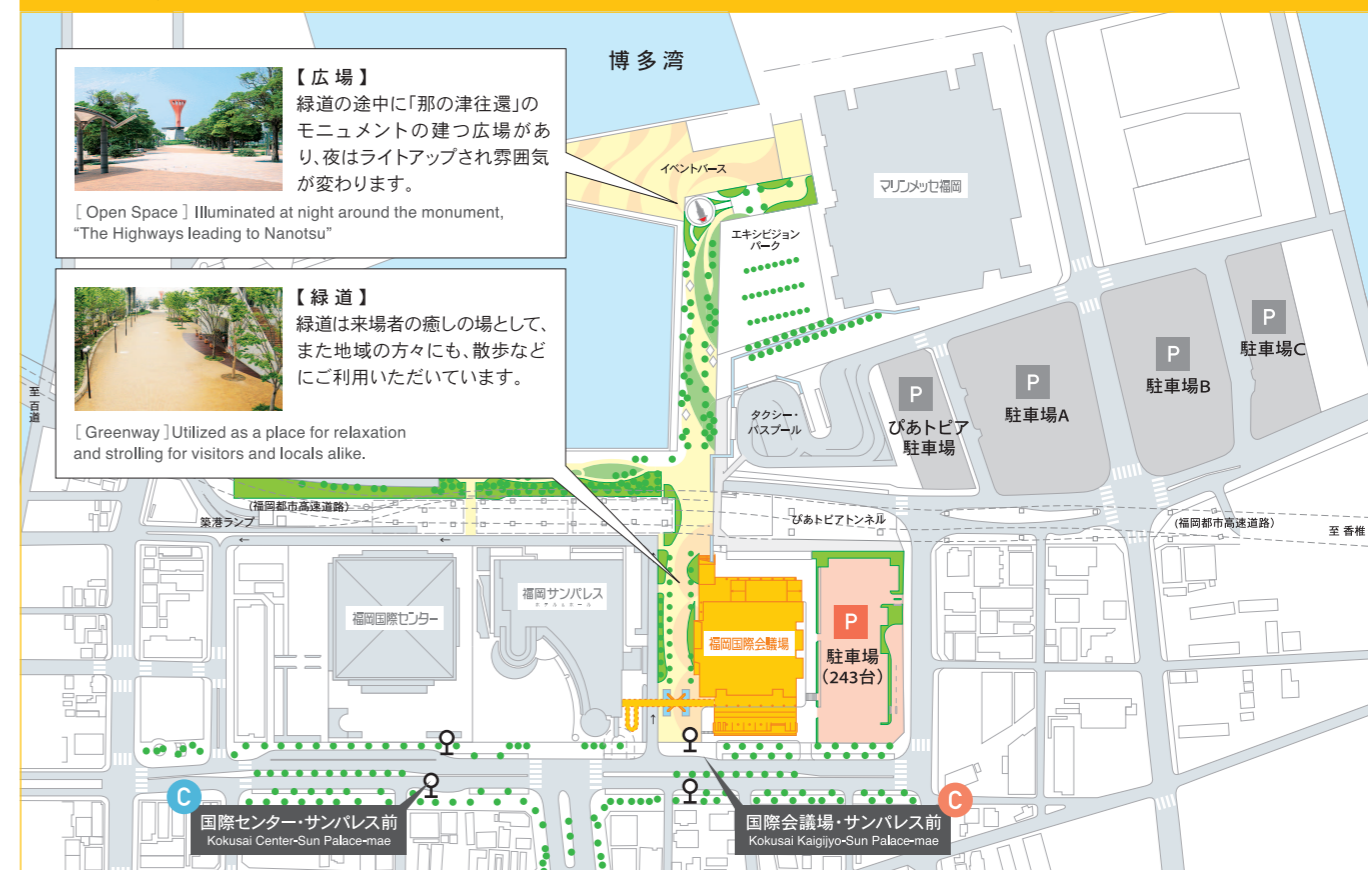 博多湾
【広場】
緑道の途中に「那の津往還」の
モニュメントの建つ広場があ
り、夜はライトアップされ雰囲気
が変わります。
[ Open Space ] Illuminated at night around the monument,
“The Highways leading to Nanotsu”
【緑道】
緑道は来場者の癒しの場として、
また地域の方々にも、散歩など
にご利用いただいています。
[ Greenway ]Utilized as a place for relaxation
and strolling for visitors and locals alike.
イベントバース
マリンメッセ福岡
エキシビジョン
パーク
至百道
タクシー・
バスプール
P
ぴあトピア
駐車場
P
駐車場A
P
駐車場B
P
駐車場C
(福岡都市高速道路)
築港ランプ
ぴあトピアトンネル
(福岡都市高速道路)
至 香椎
福岡国際センター
福岡サンパレス
ホテル&ホール
福岡国際会議場
P
駐車場
(243台)
C
国際センター・サンパレス前
Kokusai Center-Sun Palace-mae
C
国際会議場・サンパレス前
Kokusai Kaigijyo-Sun Palace-mae